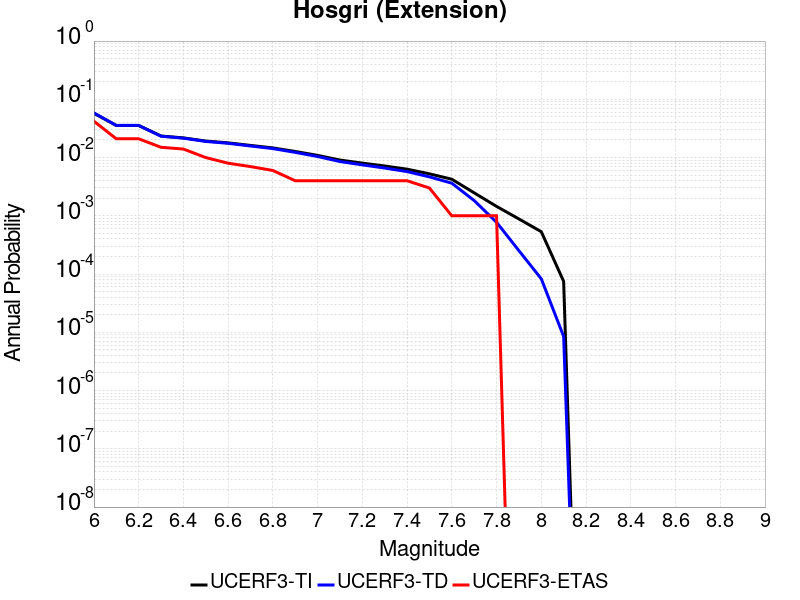 Hosgri (Extension)
10^0
10^-1
10^-2
10^-3
10^-4
10^-5
10^-6
10^-7
10^-8
Annual Probability
6 6.2 6.4 6.6 6.8 7 7.2 7.4 7.6 7.8 8 8.2 8.4 8.6 8.8 9
Magnitude
UCERF3-TI UCERF3-TD UCERF3-ETAS